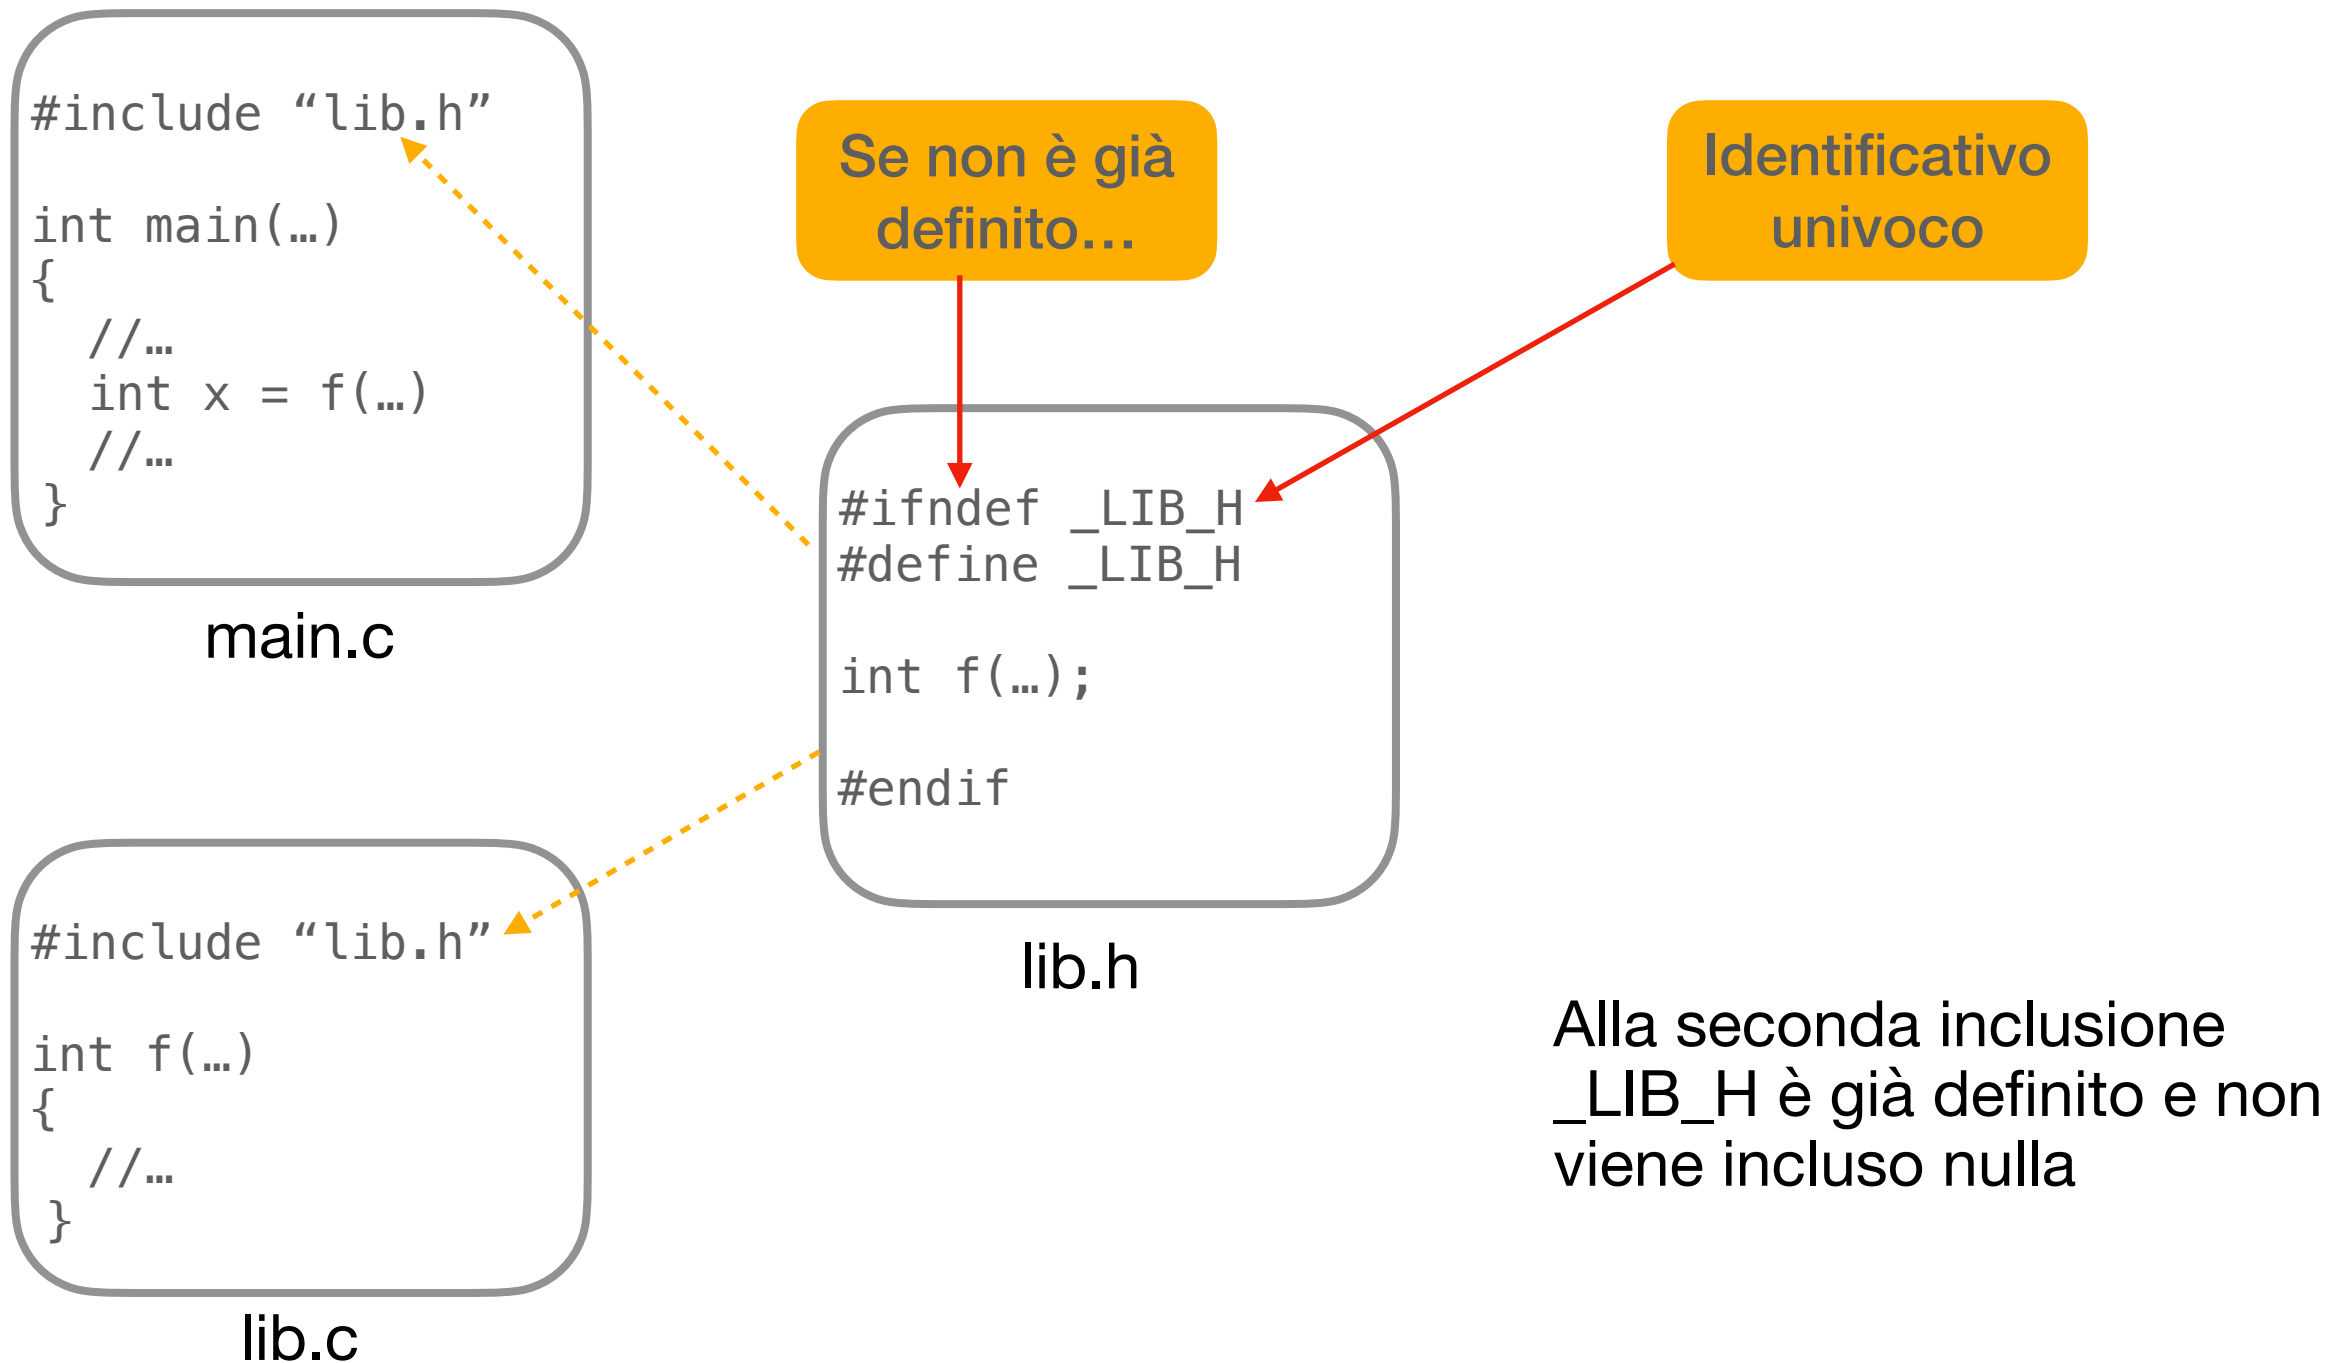 #include “lib.h”
int main(…)
{
//…
int x = f(…)
//…
}
main.c
Se non è già
definito…
Identificativo
univoco
#ifndef _LIB_H
#define _LIB_H
int f(…);
#endif
lib.h
#include “lib.h”
int f(…)
{
//…
}
lib.c
Alla seconda inclusione
_LIB_H è già definito e non
viene incluso nulla